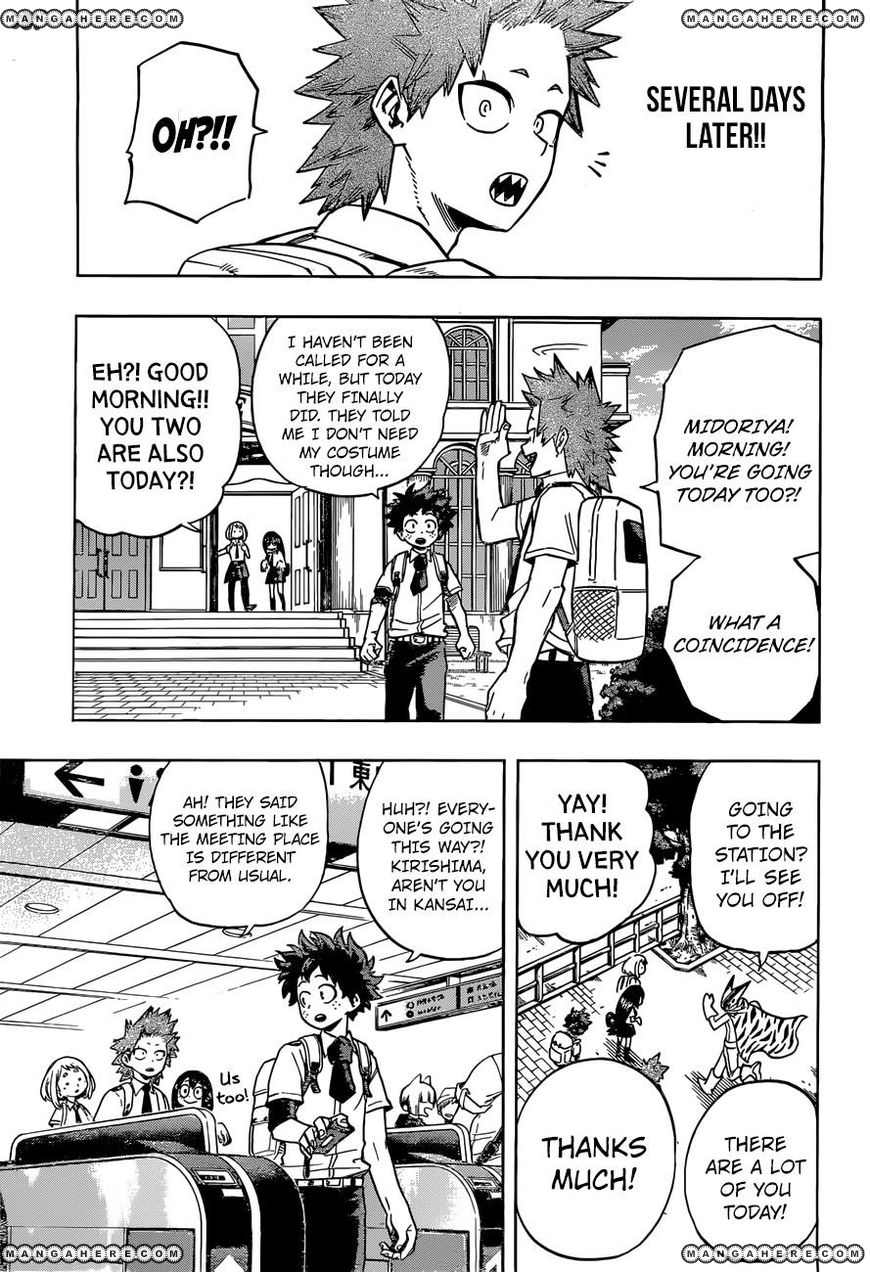 MANGAHERE.COM
MANGAHERE.COM
SEVERAL DAYS
LATER!!
OH?!!
MIDORIYA!
MORNING!
YOU'RE GOING
TODAY TOO?!
WHAT A
COINCIDENCE!
I HAVEN'T BEEN
CALLED FOR A
WHILE, BUT TODAY
THEY FINALLY
DID. THEY TOLD
ME I DON'T NEED
MY COSTUME
THOUGH...
EH?! GOOD
MORNING!!
YOU TWO
ARE ALSO
TODAY?!
GOING
TO THE
STATION?
I'LL SEE
YOU OFF!
YAY!
THANK
YOU VERY
MUCH!
THERE
ARE A LOT
OF YOU
TODAY!
THANKS
MUCH!
東
HUH?! EVERY-
ONE'S GOING
THIS WAY?!
KIRISHIMA,
AREN'T YOU
IN KANSAI...
AH! THEY SAID
SOMETHING LIKE
THE MEETING PLACE
IS DIFFERENT
FROM USUAL.
Us
too!
MANGAHERE.COM
MANGAHERE.COM